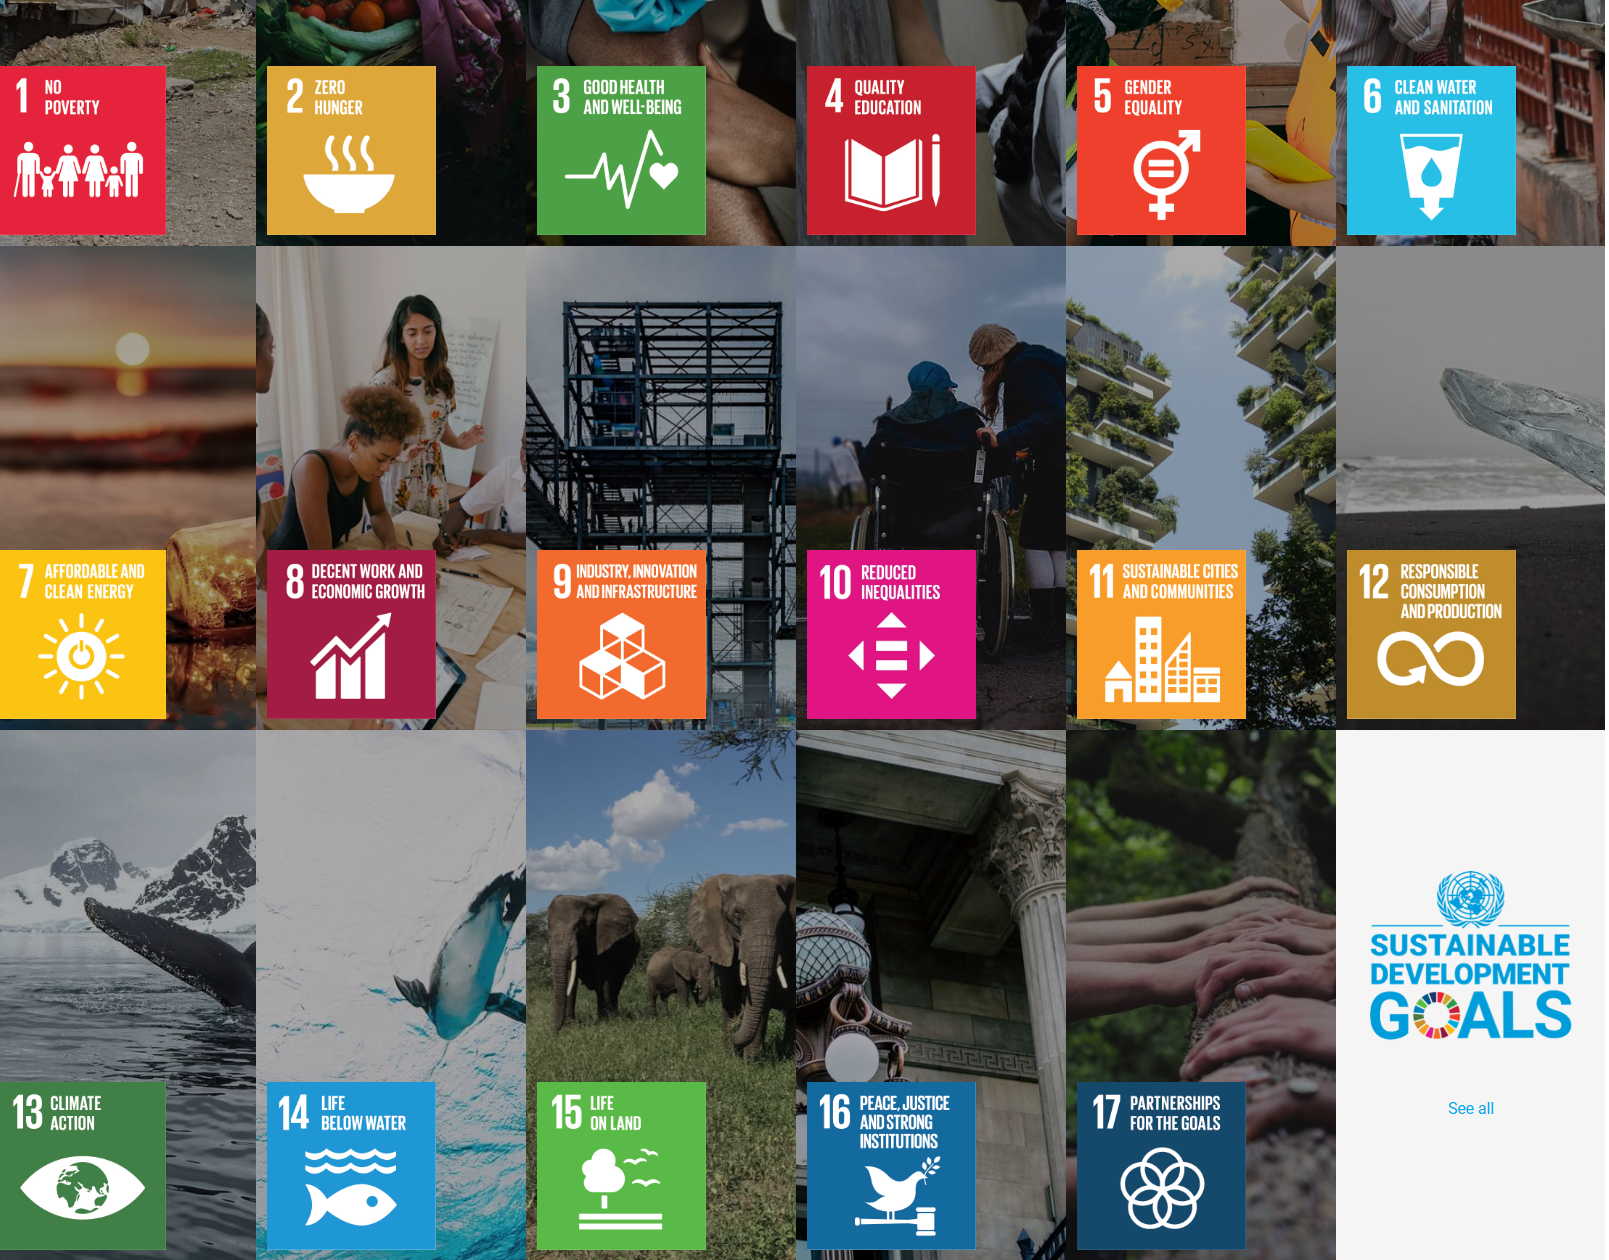 1 NO
POVERTY
2 ZERO
HUNGER
3 GOOD HEALTH
AND WELL-BEING
4 QUALITY
EDUCATION
5 GENDER
EQUALITY
6 CLEAN WATER
AND SANITATION
7 AFFORDABLE AND
CLEAN ENERGY
8 DECENT WORK AND
ECONOMIC GROWTH
9 INDUSTRY, INNOVATION
AND INFRASTRUCTURE
10 REDUCED
INEQUALITIES
11 SUSTAINABLE CITIES
AND COMMUNITIES
12 RESPONSIBLE
CONSUMPTION
AND PRODUCTION
13 CLIMATE
ACTION
14 LIFE
BELOW WATER
15 LIFE
ON LAND
16 PEACE, JUSTICE
AND STRONG
INSTITUTIONS
17 PARTNERSHIPS
FOR THE GOALS
SUSTAINABLE
DEVELOPMENT
GOALS
See all